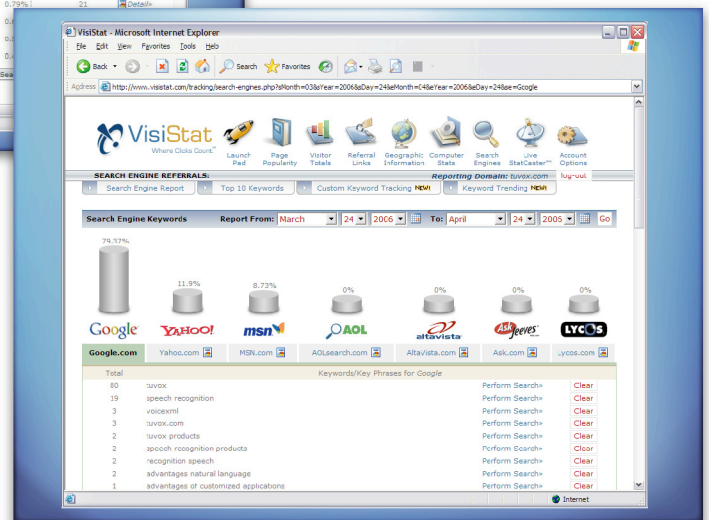 0.79% 21 Detail»
VisiStat - Microsoft Internet Explorer
File Edit View Favorites Tools Help
Back Search Favorites
Address http://www.visistat.com/tracking/search-engines.php?sMonth=03&sYear=2006&sDay=24&eMonth=04&eYear=2006&eDay=24&se=Google
VisiStat
Where Clicks Count.™
Launch Pad
Page Popularity
Visitor Totals
Referral Links
Geographic Information
Computer Stats
Search Engines
Live StatCaster™
Account Options
SEARCH ENGINE REFERRALS: Reporting Domain: tuvox.com log-out
Search Engine Report Top 10 Keywords Custom Keyword Tracking NEW! Keyword Trending NEW!
Search Engine Keywords Report From: March 24 2006 To: April 24 2005 Go
79.37%
11.9% 8.73% 0% 0% 0% 0%
Google YAHOO! msn AOL altavista Ask Jeeves LYCOS
Google.com Yahoo.com MSN.com AOLsearch.com AltaVista.com Ask.com Lycos.com
Total Keywords/Key Phrases for Google
80 tuvox Perform Search» Clear
19 speech recognition Perform Search» Clear
3 voicexml Perform Search» Clear
3 tuvox.com Perform Search» Clear
2 tuvox products Perform Search» Clear
2 speech recognition products Perform Search» Clear
2 recognition speech Perform Search» Clear
2 advantages natural language Perform Search» Clear
1 advantages of customized applications Perform Search» Clear
Internet